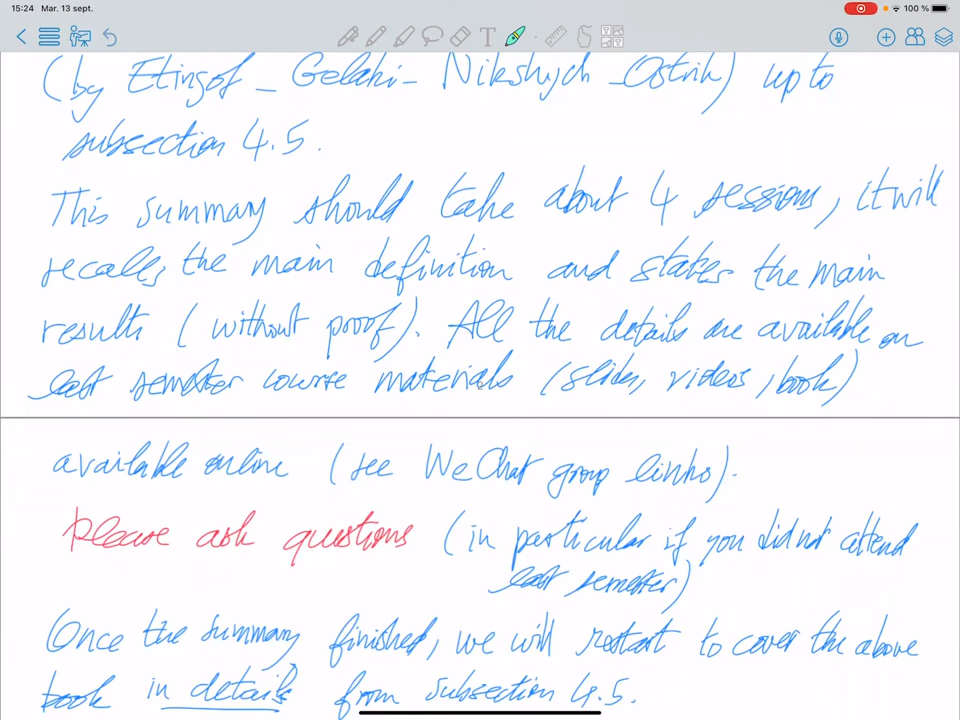 15:24 Mar. 13 sept. 100 %
(by Etingof _ Gelaki _ Nikshych _ Ostrik) up to
subsection 4.5.
This summary should take about 4 sessions, it will
recalls the main definition and states the main
results (without proof). All the details are available on
last semester course materials (slides, videos, book)
available online (see WeChat group links).
Please ask questions (in particular if you did not attend
last semester)
Once the summary finished, we will restart to cover the above
book in details from subsection 4.5.